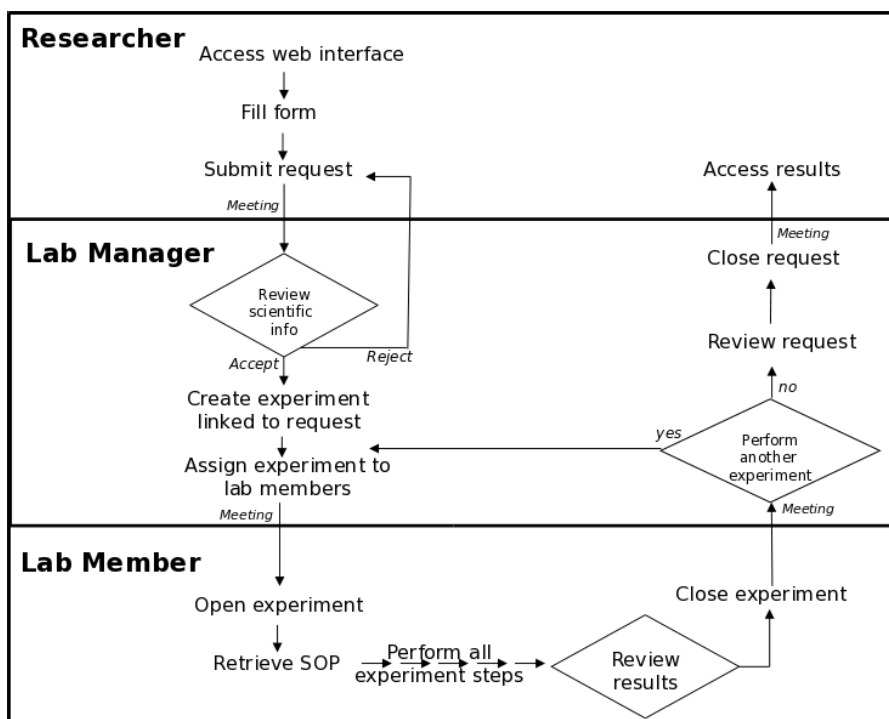 Researcher
Access web interface
Fill form
Submit request
Access results
Meeting
Meeting
Lab Manager
Close request
Review
scientific
info
Review request
Accept
Reject
no
Create experiment
linked to request
yes
Perform
another
experiment
Assign experiment to
lab members
Meeting
Meeting
Lab Member
Close experiment
Open experiment
Retrieve SOP
Perform all
experiment steps
Review
results